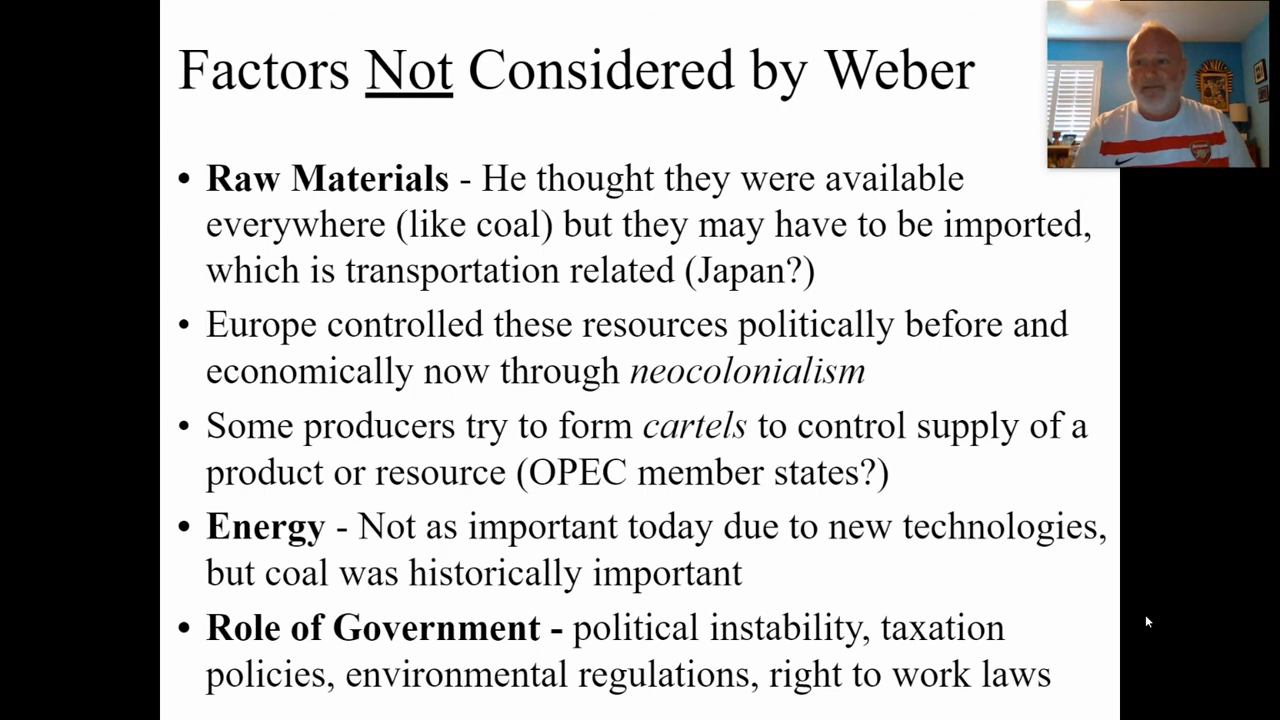 Factors Not Considered by Weber
• Raw Materials - He thought they were available
everywhere (like coal) but they may have to be imported,
which is transportation related (Japan?)
• Europe controlled these resources politically before and
economically now through neocolonialism
• Some producers try to form cartels to control supply of a
product or resource (OPEC member states?)
• Energy - Not as important today due to new technologies,
but coal was historically important
• Role of Government - political instability, taxation
policies, environmental regulations, right to work laws